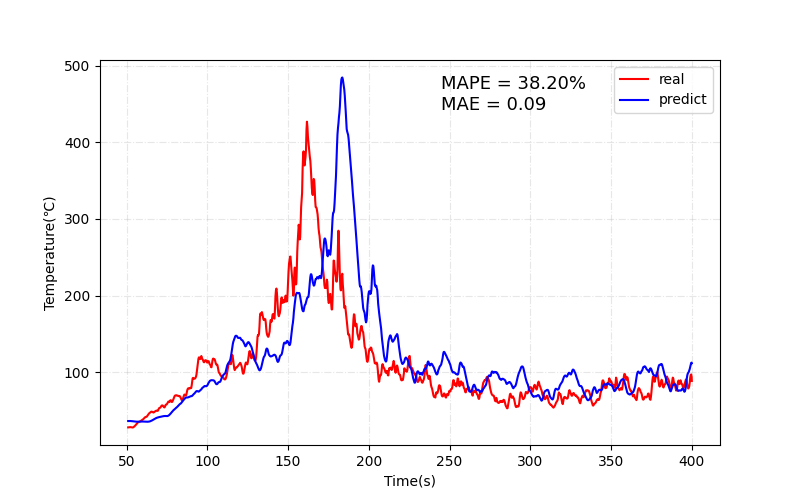 MAPE = 38.20%
MAE = 0.09
real
predict
Temperature(℃)
500
400
300
200
100
50
100
150
200
250
300
350
400
Time(s)